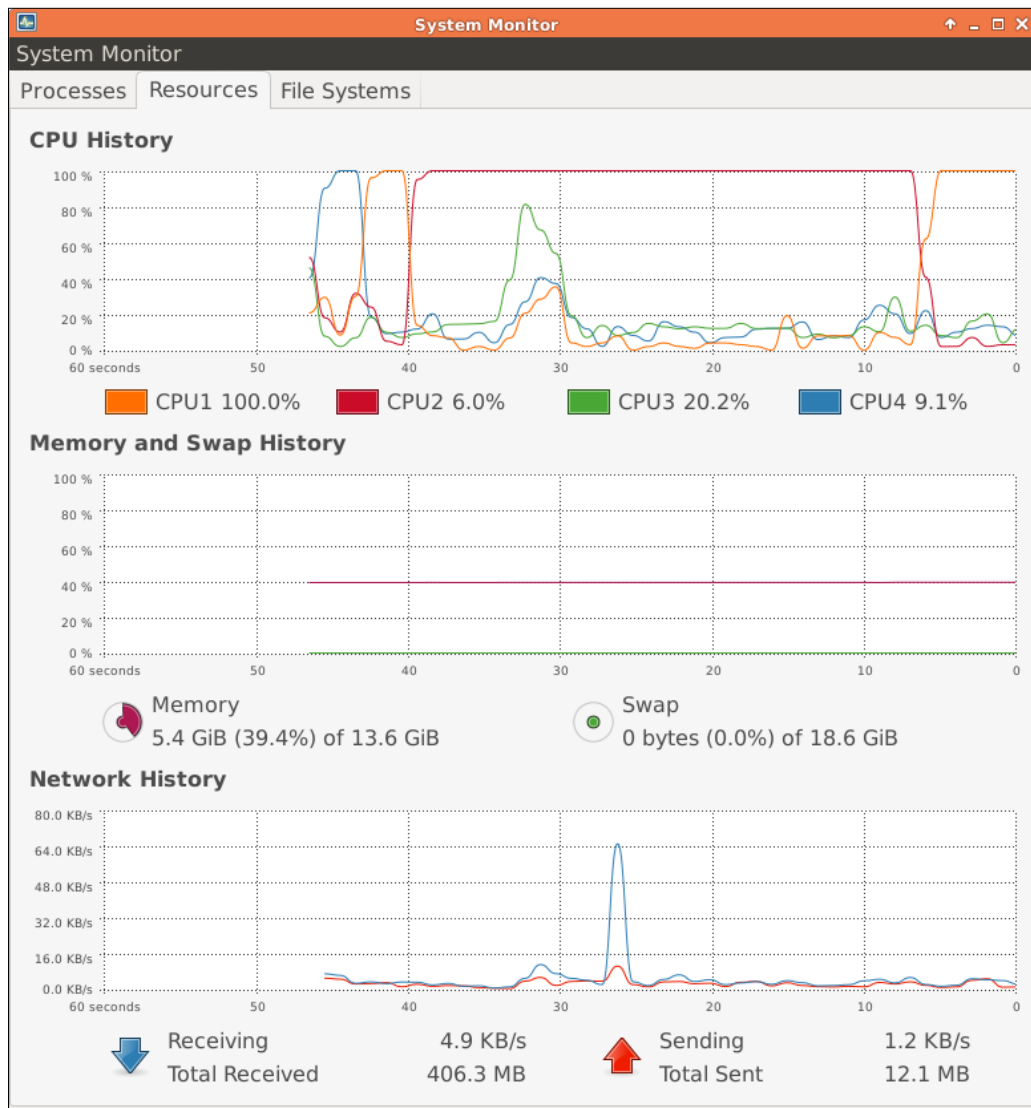 System Monitor
System Monitor
Processes Resources File Systems
CPU History
100 %
80 %
60 %
40 %
20 %
0 %
60 seconds 50 40 30 20 10 0
CPU1 100.0% CPU2 6.0% CPU3 20.2% CPU4 9.1%
Memory and Swap History
100 %
80 %
60 %
40 %
20 %
0 %
60 seconds 50 40 30 20 10 0
Memory Swap
5.4 GiB (39.4%) of 13.6 GiB 0 bytes (0.0%) of 18.6 GiB
Network History
80.0 KB/s
64.0 KB/s
48.0 KB/s
32.0 KB/s
16.0 KB/s
0.0 KB/s
60 seconds 50 40 30 20 10 0
Receiving 4.9 KB/s Sending 1.2 KB/s
Total Received 406.3 MB Total Sent 12.1 MB